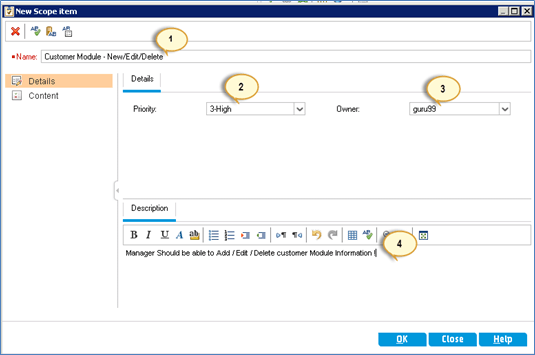 New Scope item
1
Name: Customer Module - New/Edit/Delete
Details
Content
Details
2
3
Priority: 3-High Owner: guru99
Description
B I U A ab
4
Manager Should be able to Add / Edit / Delete customer Module Information !
OK Close Help